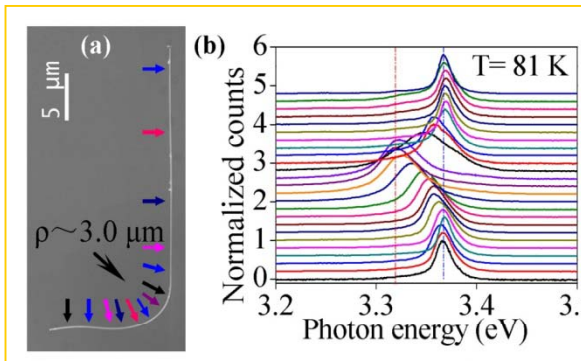 (a)
5 μm
ρ～3.0 μm
(b)
T= 81 K
Normalized counts
6
5
4
3
2
1
0
3.2
3.3
3.4
3.
Photon energy (eV)